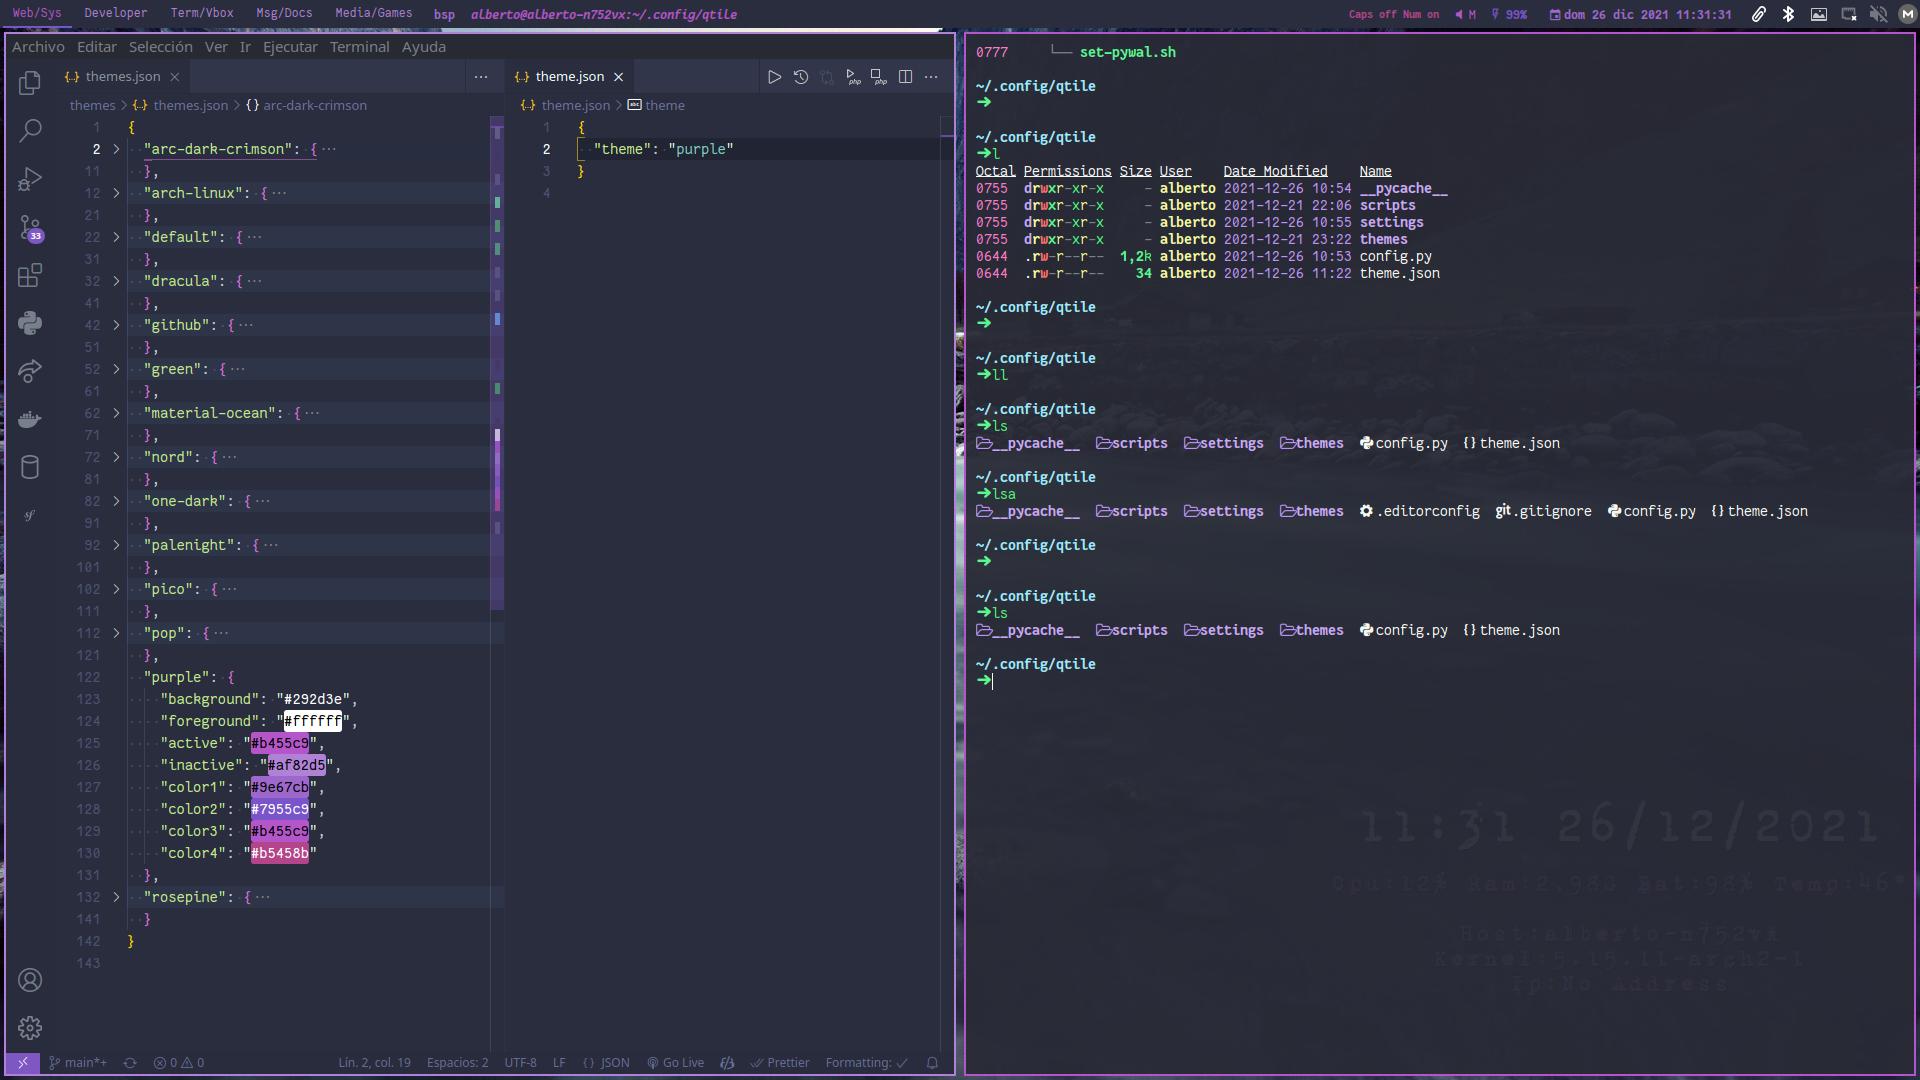 Web/Sys Developer Term/Vbox Msg/Docs Media/Games bsp alberto@alberto-n752vx:~/.config/qtile Caps off Num on M 99% dom 26 dic 2021 11:31:31 M
Archivo Editar Selección Ver Ir Ejecutar Terminal Ayuda
{..} themes.json ···
themes > {..} themes.json > {} arc-dark-crimson
1 {
2 "arc-dark-crimson": { ···
11 },
12 "arch-linux": { ···
21 },
22 "default": { ···
31 },
32 "dracula": { ···
41 },
42 "github": { ···
51 },
52 "green": { ···
61 },
62 "material-ocean": { ···
71 },
72 "nord": { ···
81 },
82 "one-dark": { ···
91 },
92 "palenight": { ···
101 },
102 "pico": { ···
111 },
112 "pop": { ···
121 },
122 "purple": {
123 "background": "#292d3e",
124 "foreground": "#ffffff",
125 "active": "#b455c9",
126 "inactive": "#af82d5",
127 "color1": "#9e67cb",
128 "color2": "#7955c9",
129 "color3": "#b455c9",
130 "color4": "#b5458b"
131 },
132 "rosepine": { ···
141 }
142 }
143
33
{..} theme.json php php ···
{..} theme.json > abc theme
1 {
2 "theme": "purple"
3 }
4
main*+ 0 0 Lín. 2, col. 19 Espacios: 2 UTF-8 LF {} JSON Go Live Prettier Formatting: ✓
0777 └── set-pywal.sh
~/.config/qtile
➜
~/.config/qtile
➜l
Octal Permissions Size User Date Modified Name
0755 drwxr-xr-x - alberto 2021-12-26 10:54 __pycache__
0755 drwxr-xr-x - alberto 2021-12-21 22:06 scripts
0755 drwxr-xr-x - alberto 2021-12-26 10:55 settings
0755 drwxr-xr-x - alberto 2021-12-21 23:22 themes
0644 .rw-r--r-- 1,2k alberto 2021-12-26 10:53 config.py
0644 .rw-r--r-- 34 alberto 2021-12-26 11:22 theme.json
~/.config/qtile
➜
~/.config/qtile
➜ll
~/.config/qtile
➜ls
__pycache__ scripts settings themes config.py {} theme.json
~/.config/qtile
➜lsa
__pycache__ scripts settings themes .editorconfig git .gitignore config.py {} theme.json
~/.config/qtile
➜
~/.config/qtile
➜ls
__pycache__ scripts settings themes config.py {} theme.json
~/.config/qtile
➜
11:31 26/12/2021
Cpu:12% Ram:2,98G Bat:98% Temp:46°
Host:alberto-n752vx
Kernel:5.15.11-arch2-1
Ip:No Address